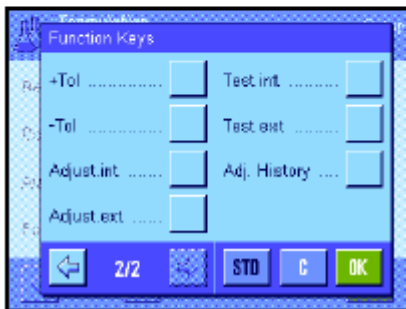 Function Keys
+Tol ............... Test int. ........
-Tol ............... Test ext ........
Adjust.int. ........ Adj. History ....
Adjust.ext ......
2/2 STD C OK